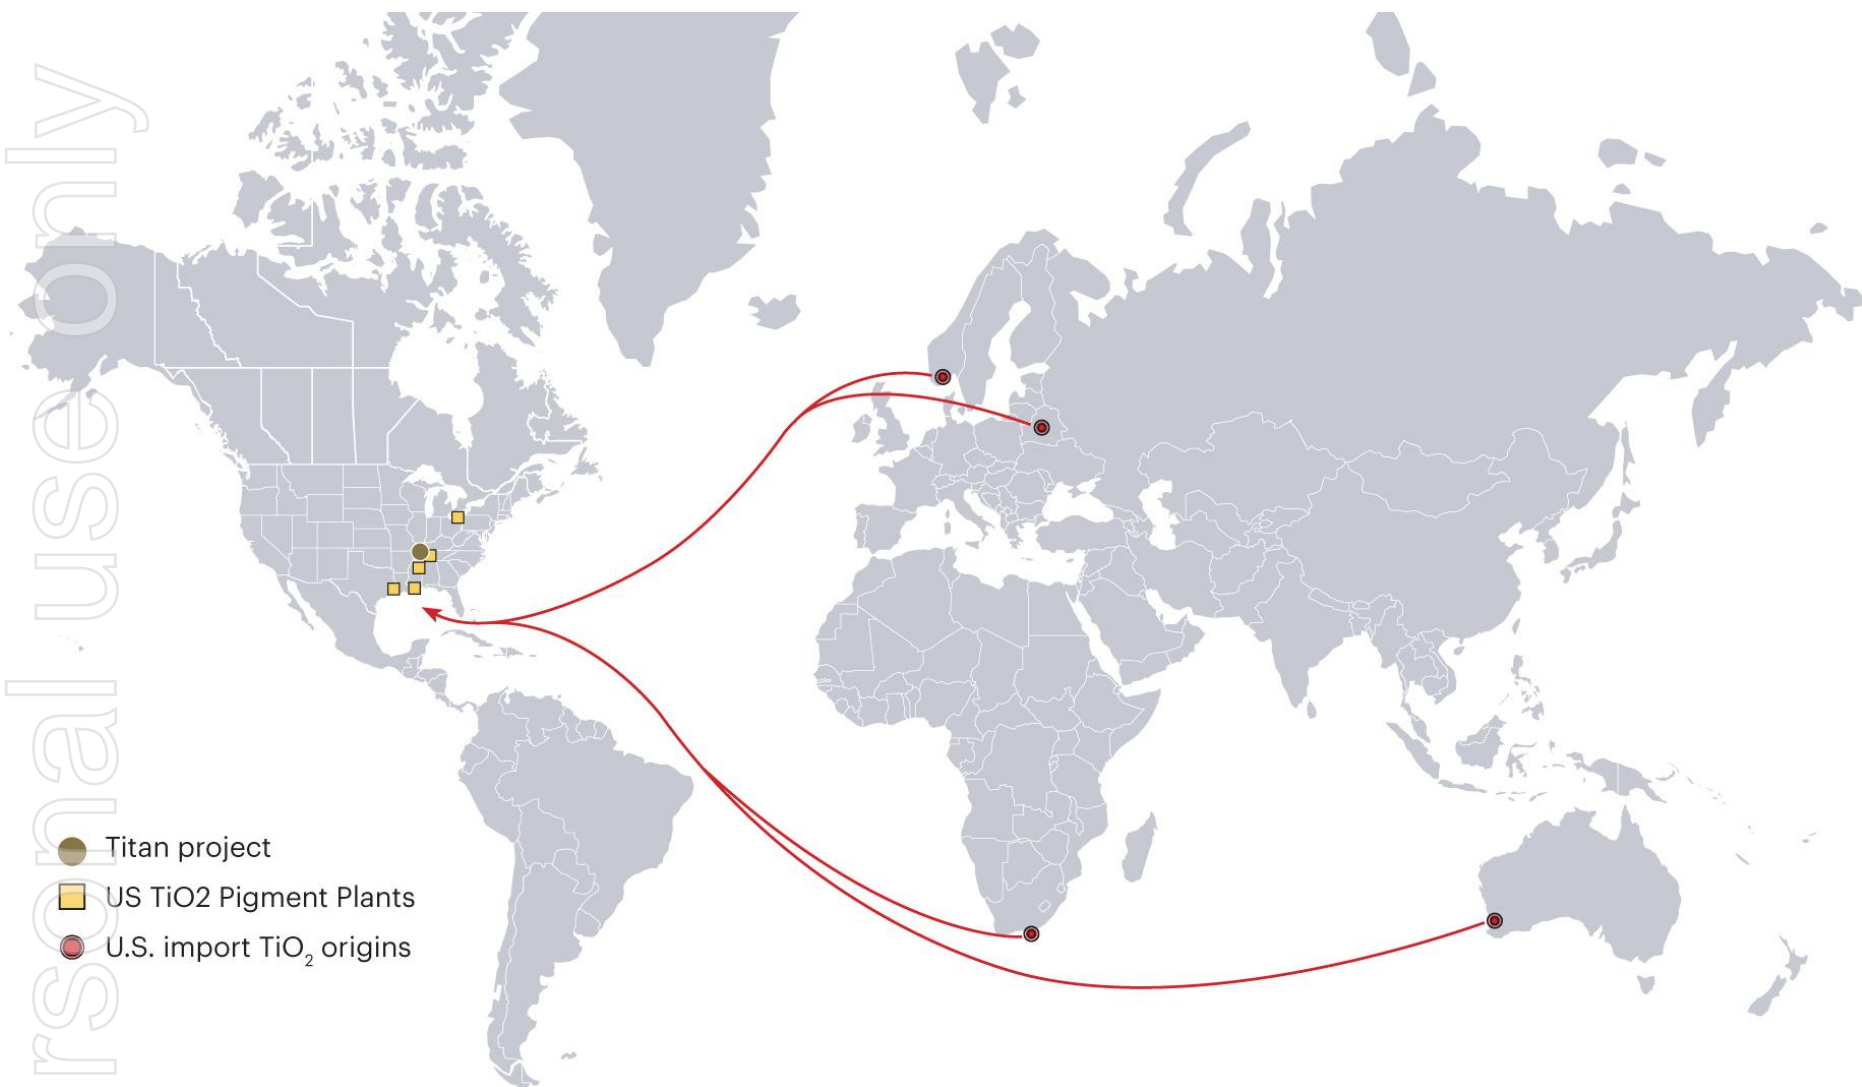 rsonal use only
Titan project
US TiO2 Pigment Plants
U.S. import TiO₂ origins